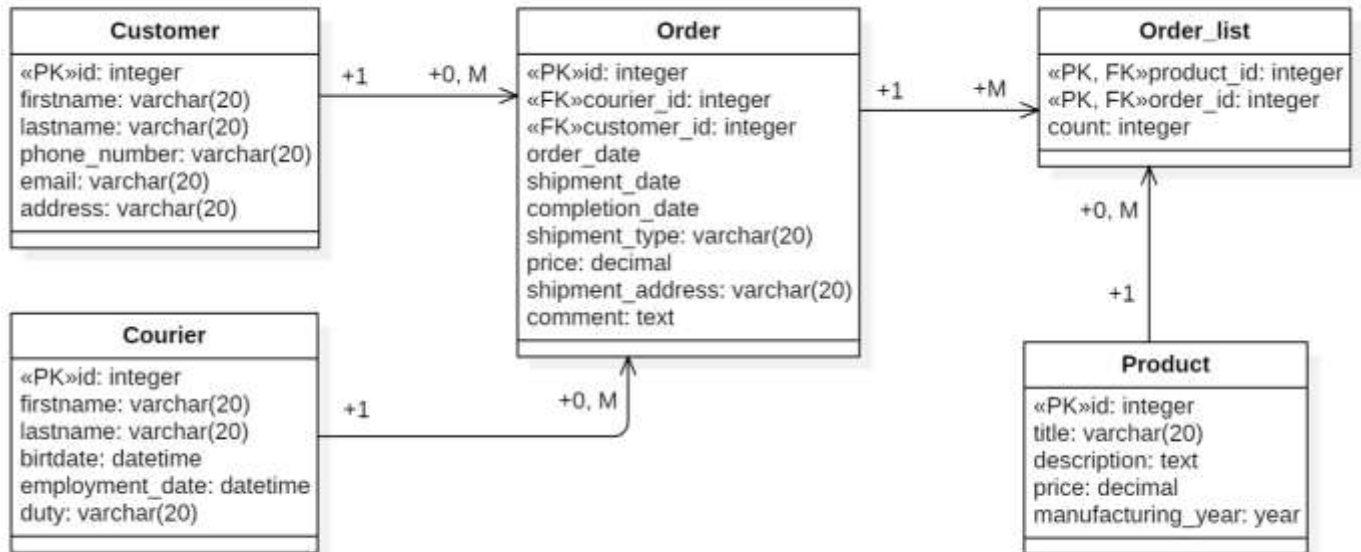 Customer
«PK»id: integer
firstname: varchar(20)
lastname: varchar(20)
phone_number: varchar(20)
email: varchar(20)
address: varchar(20)
+1
+0, M
Order
«PK»id: integer
«FK»courier_id: integer
«FK»customer_id: integer
order_date
shipment_date
completion_date
shipment_type: varchar(20)
price: decimal
shipment_address: varchar(20)
comment: text
+1
+M
Order_list
«PK, FK»product_id: integer
«PK, FK»order_id: integer
count: integer
+0, M
+1
Courier
«PK»id: integer
firstname: varchar(20)
lastname: varchar(20)
birtdate: datetime
employment_date: datetime
duty: varchar(20)
+1
+0, M
Product
«PK»id: integer
title: varchar(20)
description: text
price: decimal
manufacturing_year: year